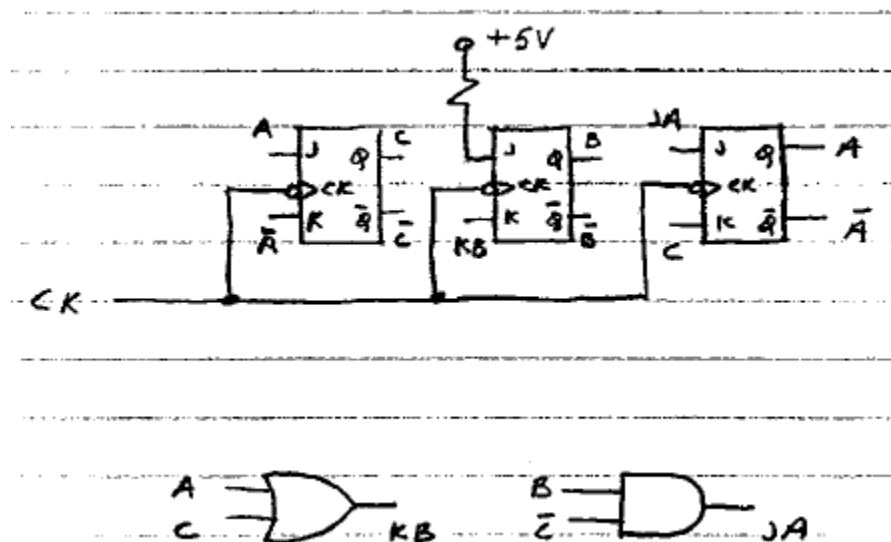 +5V
A C B JA
J Q J Q J Q A
CK CK CK
K Q̅ K Q̅ K Q̅ A̅
A̅ C̅ KB B̅ C
CK
A B
C KB C̅ JA